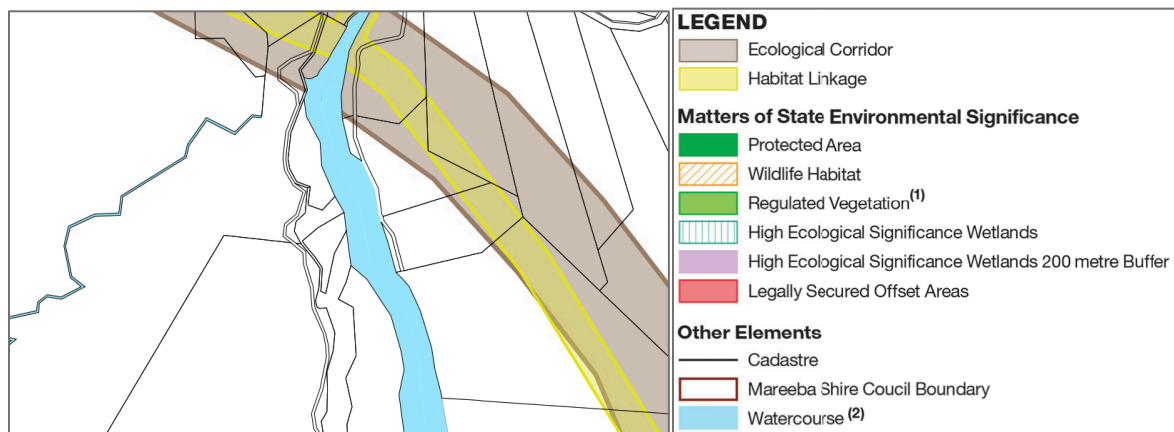 LEGEND
Ecological Corridor
Habitat Linkage
Matters of State Environmental Significance
Protected Area
Wildlife Habitat
Regulated Vegetation(1)
High Ecological Significance Wetlands
High Ecological Significance Wetlands 200 metre Buffer
Legally Secured Offset Areas
Other Elements
Cadastre
Mareeba Shire Coucil Boundary
Watercourse (2)